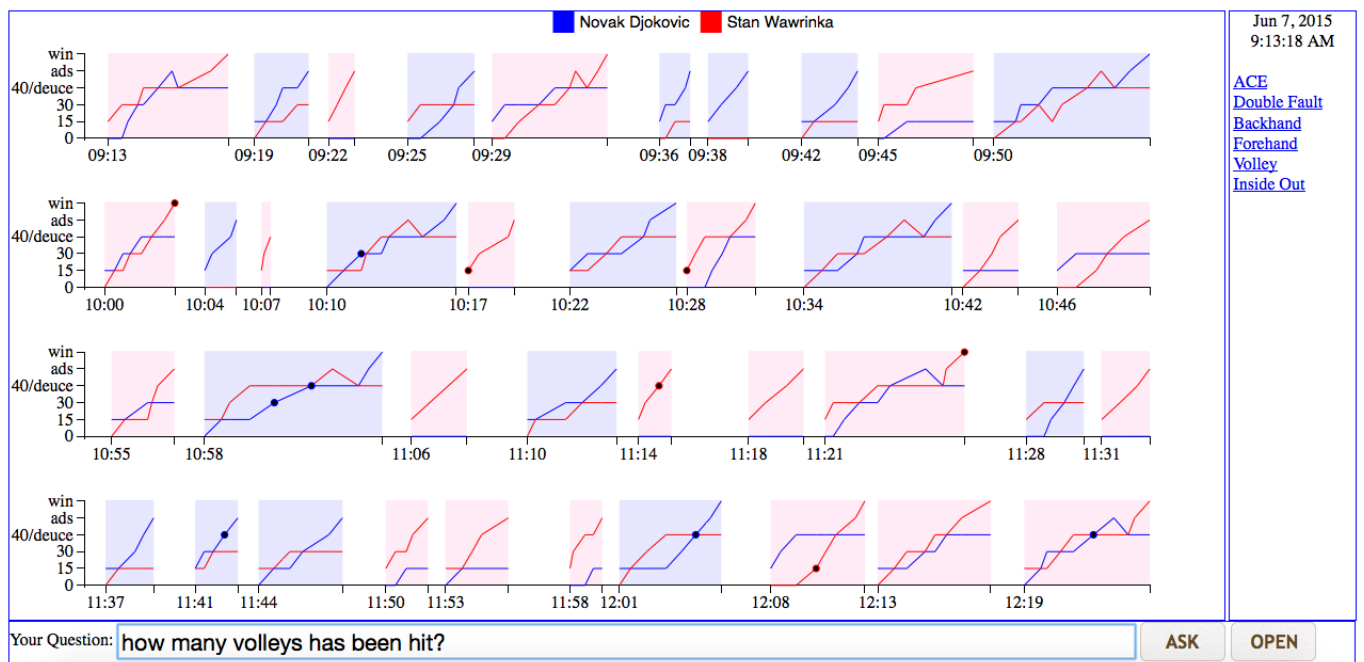 Novak Djokovic Stan Wawrinka
Jun 7, 2015
9:13:18 AM
ACE
Double Fault
Backhand
Forehand
Volley
Inside Out
win
ads
40/deuce
30
15
0
09:13 09:19 09:22 09:25 09:29 09:36 09:38 09:42 09:45 09:50
win
ads
40/deuce
30
15
0
10:00 10:04 10:07 10:10 10:17 10:22 10:28 10:34 10:42 10:46
win
ads
40/deuce
30
15
0
10:55 10:58 11:06 11:10 11:14 11:18 11:21 11:28 11:31
win
ads
40/deuce
30
15
0
11:37 11:41 11:44 11:50 11:53 11:58 12:01 12:08 12:13 12:19
Your Question: how many volleys has been hit? ASK OPEN